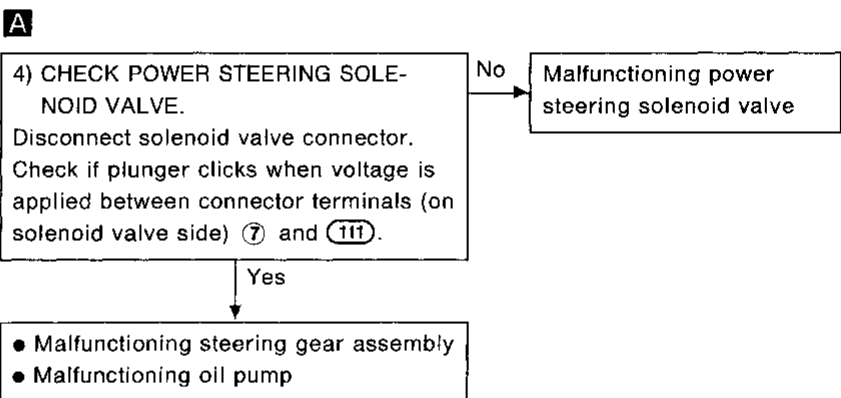 A
4) CHECK POWER STEERING SOLE-
NOID VALVE.
Disconnect solenoid valve connector.
Check if plunger clicks when voltage is
applied between connector terminals (on
solenoid valve side) ⑦ and (111).
No
Malfunctioning power
steering solenoid valve
Yes
● Malfunctioning steering gear assembly
● Malfunctioning oil pump